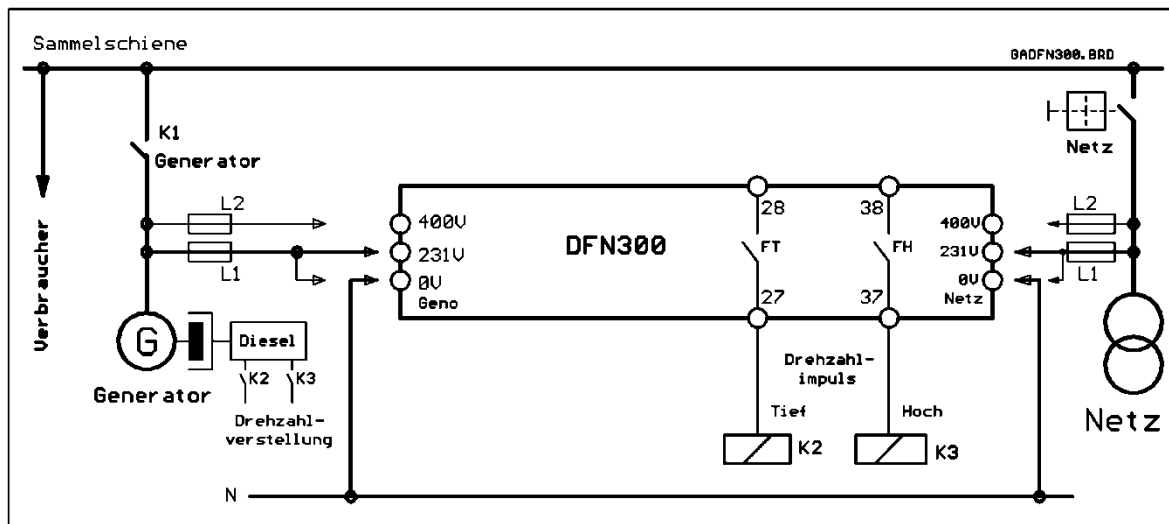 Sammelschiene
GADFN300.BRD
K1
Generator
Netz
L2
L1
Verbraucher
400V
231V
0V
Geno
DFN300
28
FT
27
38
FH
37
400V
231V
0V
Netz
L2
L1
G
Generator
Diesel
K2
K3
Drehzahl-
verstellung
Drehzahl-
impuls
Tief
Hoch
K2
K3
Netz
N